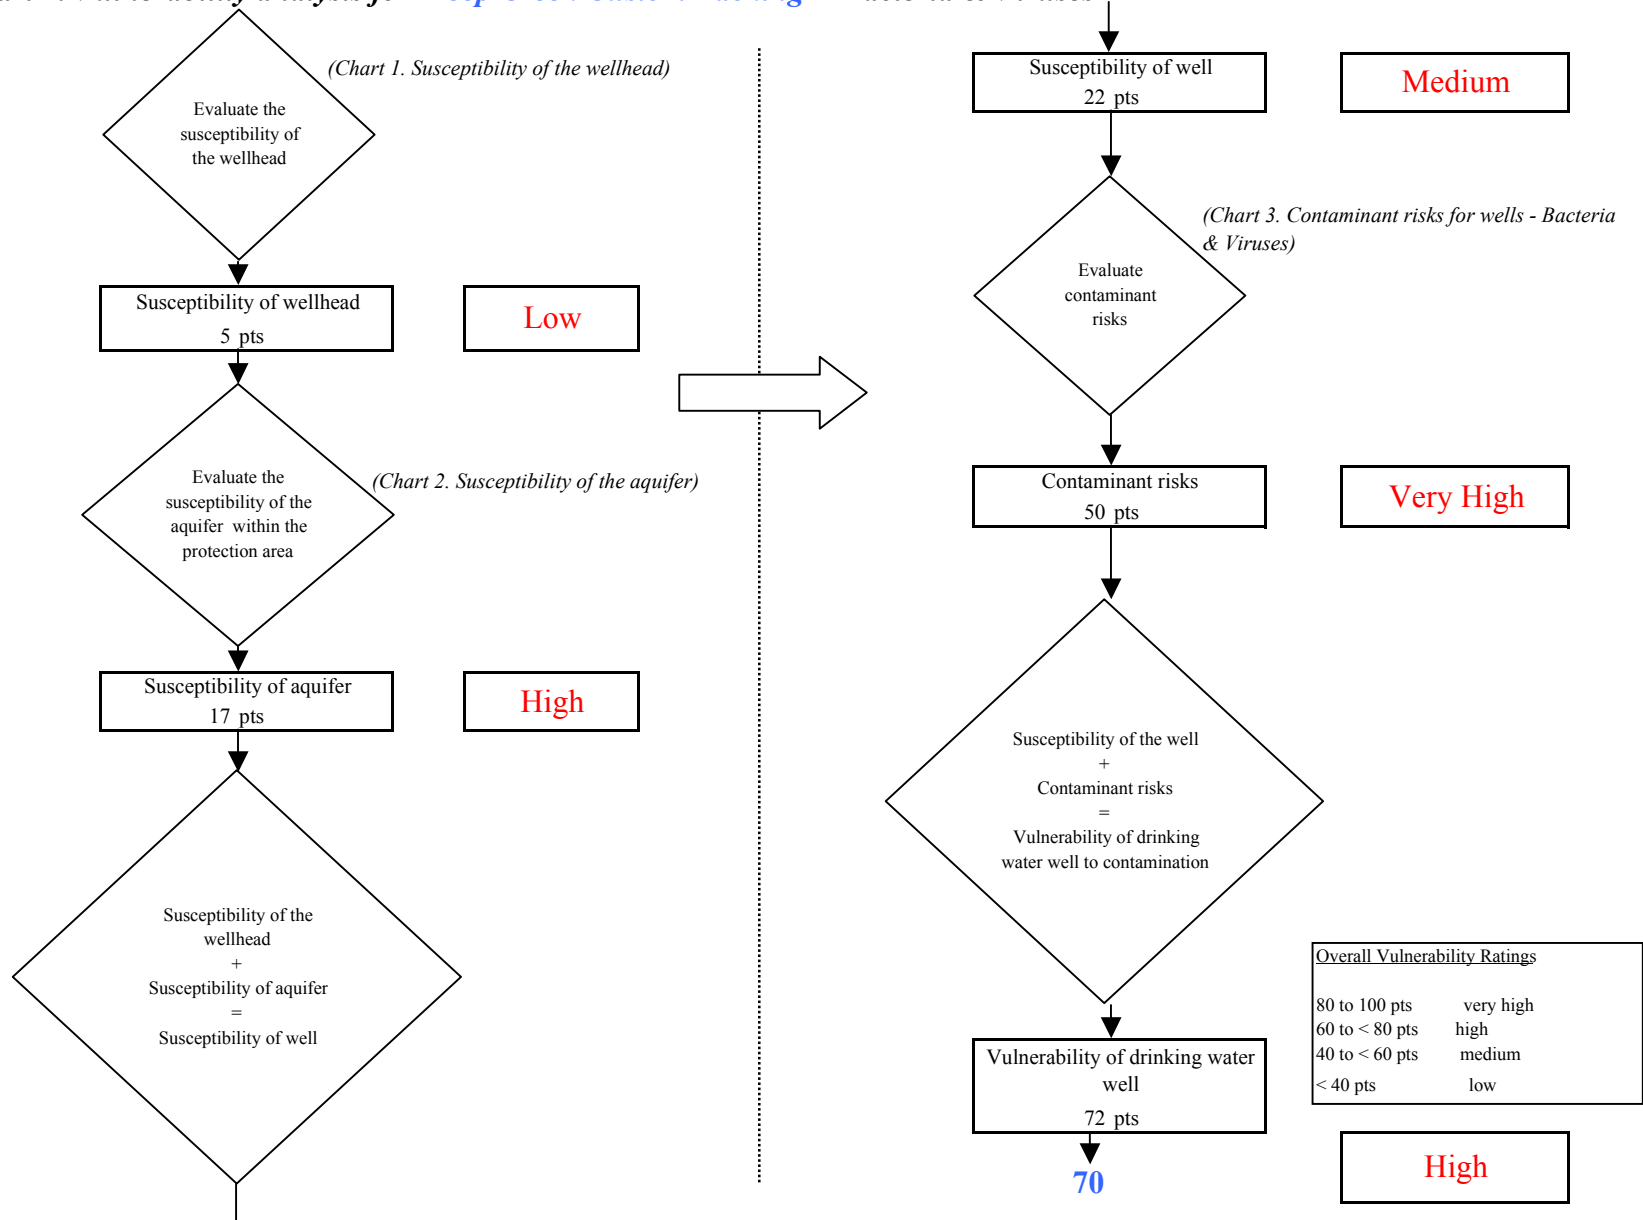 (Chart 1. Susceptibility of the wellhead)
Evaluate the
susceptibility of
the wellhead
Susceptibility of wellhead
5 pts
Low
Evaluate the
susceptibility of the
aquifer within the
protection area
(Chart 2. Susceptibility of the aquifer)
Susceptibility of aquifer
17 pts
High
Susceptibility of the
wellhead
+
Susceptibility of aquifer
=
Susceptibility of well
Susceptibility of well
22 pts
Medium
(Chart 3. Contaminant risks for wells - Bacteria
& Viruses)
Evaluate
contaminant
risks
Contaminant risks
50 pts
Very High
Susceptibility of the well
+
Contaminant risks
=
Vulnerability of drinking
water well to contamination
Overall Vulnerability Ratings
80 to 100 pts very high
60 to < 80 pts high
40 to < 60 pts medium
< 40 pts low
Vulnerability of drinking water
well
72 pts
70
High